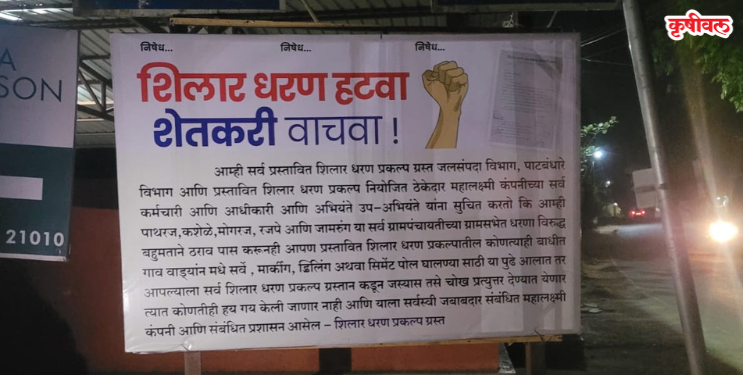 कृषीवल
A
SON
21010
निषेध... निषेध... निषेध...
शिलार धरण हटवा
शेतकरी वाचवा !
आम्ही सर्व प्रस्तावित शिलार धरण प्रकल्प ग्रस्त जलसंपदा विभाग, पाटबंधारे
विभाग आणि प्रस्तावित शिलार धरण प्रकल्प नियोजित ठेकेदार महालक्ष्मी कंपनीच्या सर्व
कर्मचारी आणि आधीकारी आणि अभियंते उप-अभियंते यांना सुचित करतो कि आम्ही
पाथरज, कशेळे,मोगरज, रजपे आणि जामरुंग या सर्व ग्रामपंचायतीच्या ग्रामसभेत धरणा विरुद्ध
बहुमताने ठराव पास करूनही आपण प्रस्तावित शिलार धरण प्रकल्पातील कोणत्याही बाधीत
गाव वाड्यांन मधे सर्वे , मार्कींग, ड्रिलिंग अथवा सिमेंट पोल घालण्या साठी या पुढे आलात तर
आपल्याला सर्व शिलार धरण प्रकल्प ग्रस्तान कडून जस्यास तसे चोख प्रत्युत्तर देण्यात येणार
त्यात कोणतीही हय गय केली जाणार नाही आणि याला सर्वस्वी जबाबदार संबंधित महालक्ष्मी
कंपनी आणि संबंधित प्रशासन आसेल – शिलार धरण प्रकल्प ग्रस्त